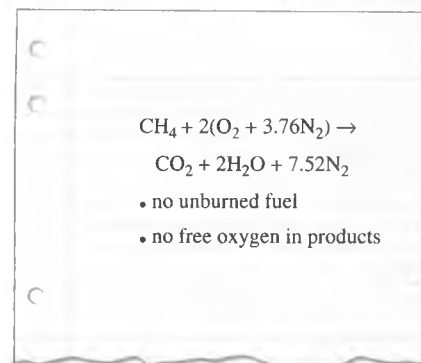 CH₄ + 2(O₂ + 3.76N₂) →
CO₂ + 2H₂O + 7.52N₂
• no unburned fuel
• no free oxygen in products